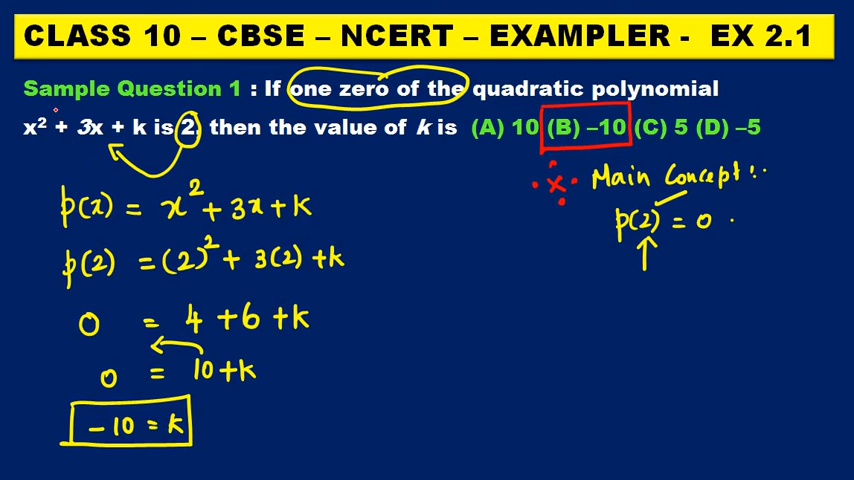 CLASS 10 – CBSE – NCERT – EXAMPLER - EX 2.1
Sample Question 1 : If one zero of the quadratic polynomial
x² + 3x + k is 2, then the value of k is (A) 10 (B) –10 (C) 5 (D) –5
Main Concept :
p(2) = 0
p(x) = x² + 3x + k
p(2) = (2)² + 3(2) + k
0 = 4 + 6 + k
0 = 10 + k
-10 = k